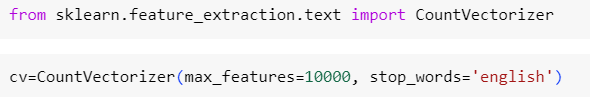 from sklearn.feature_extraction.text import CountVectorizer
cv=CountVectorizer(max_features=10000, stop_words='english')